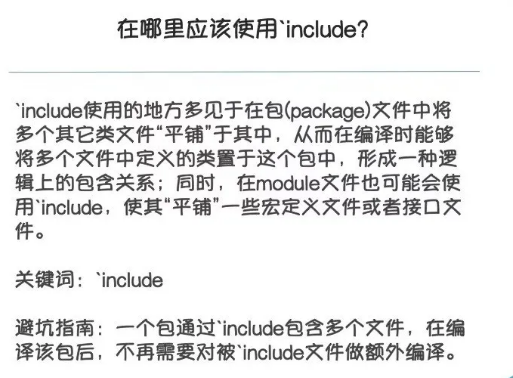 在哪里应该使用`include?
`include使用的地方多见于在包(package)文件中将
多个其它类文件“平铺”于其中，从而在编译时能够
将多个文件中定义的类置于这个包中，形成一种逻
辑上的包含关系；同时，在module文件也可能会使
用`include，使其“平铺”一些宏定义文件或者接口文
件。
关键词：`include
避坑指南：一个包通过`include包含多个文件，在编
译该包后，不再需要对被`include文件做额外编译。